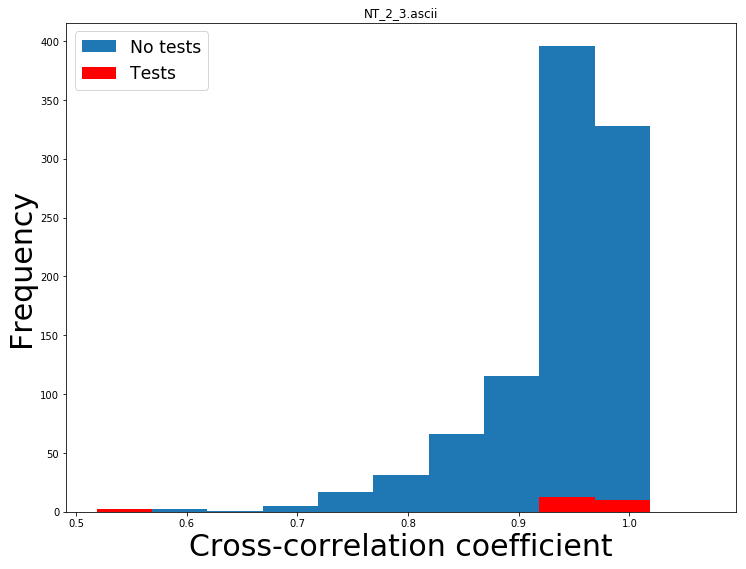 NT_2_3.ascii
No tests
Tests
Frequency
400
350
300
250
200
150
100
50
0
0.5 0.6 0.7 0.8 0.9 1.0
Cross-correlation coefficient